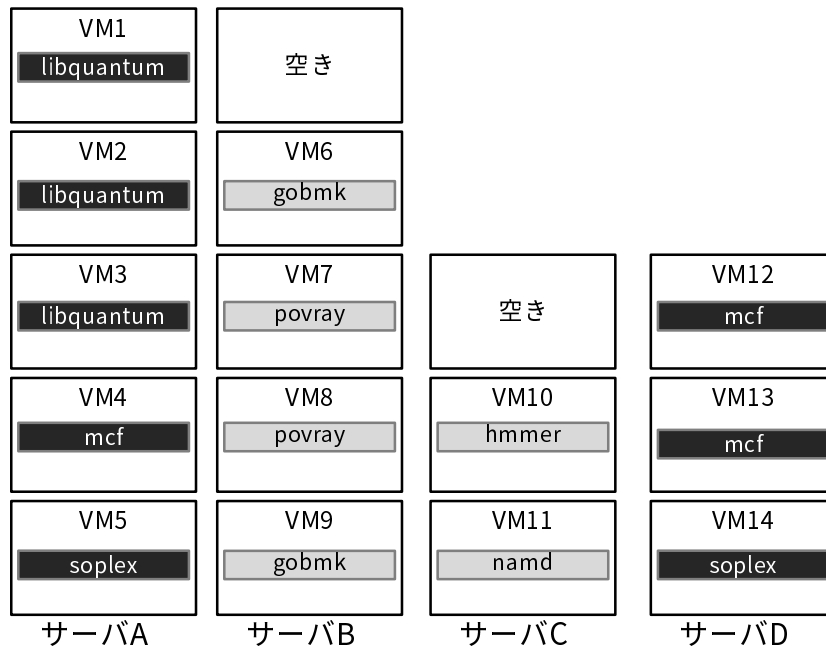 VM1
libquantum
VM2
libquantum
VM3
libquantum
VM4
mcf
VM5
soplex
サーバA
空き
VM6
gobmk
VM7
povray
VM8
povray
VM9
gobmk
サーバB
空き
VM10
hmmer
VM11
namd
サーバC
VM12
mcf
VM13
mcf
VM14
soplex
サーバD